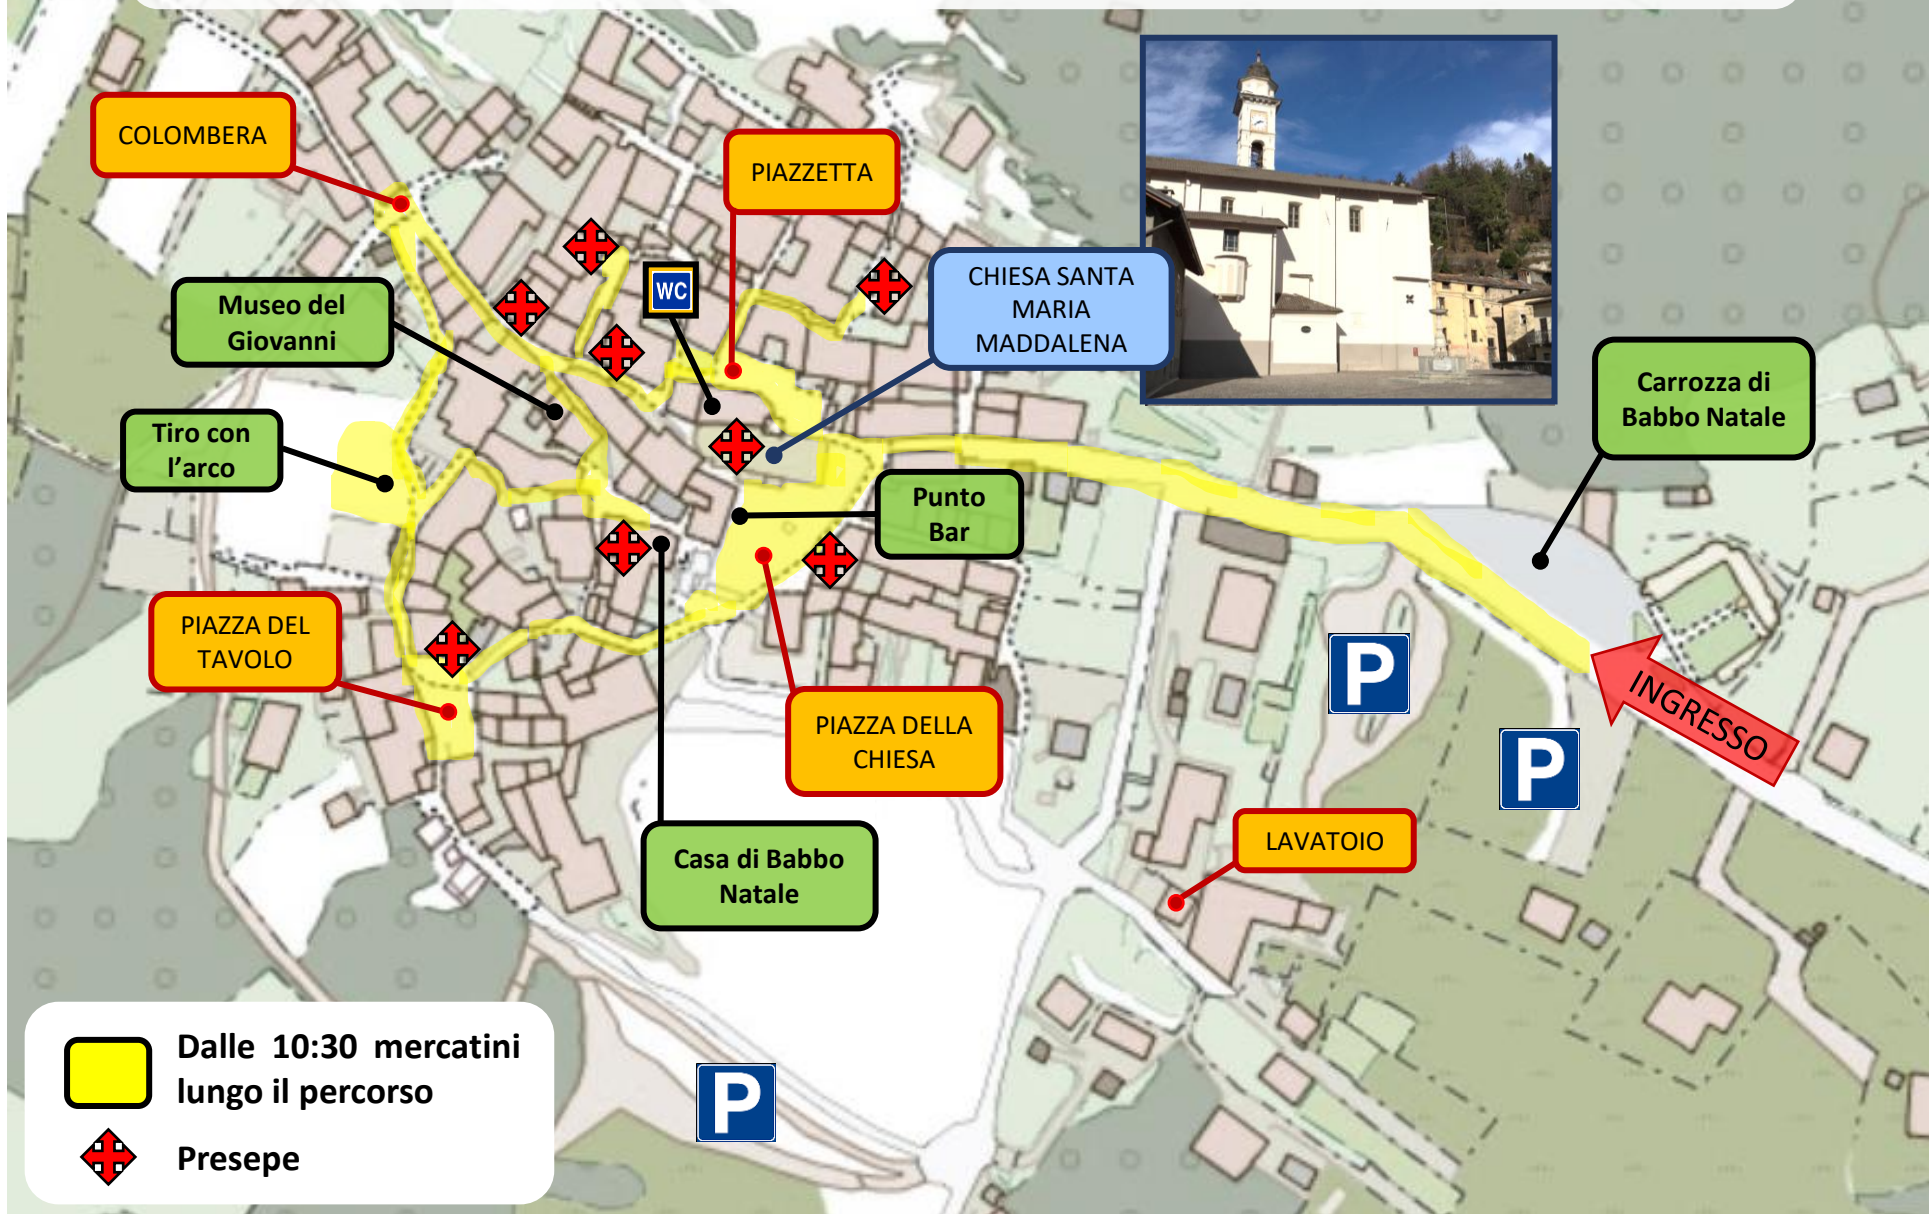 COLOMBERA
PIAZZETTA
Museo del
Giovanni
WC
CHIESA SANTA
MARIA
MADDALENA
Carrozza di
Babbo Natale
Tiro con
l’arco
Punto
Bar
PIAZZA DEL
TAVOLO
P
INGRESSO
PIAZZA DELLA
CHIESA
P
LAVATOIO
Casa di Babbo
Natale
Dalle 10:30 mercatini
lungo il percorso
P
Presepe